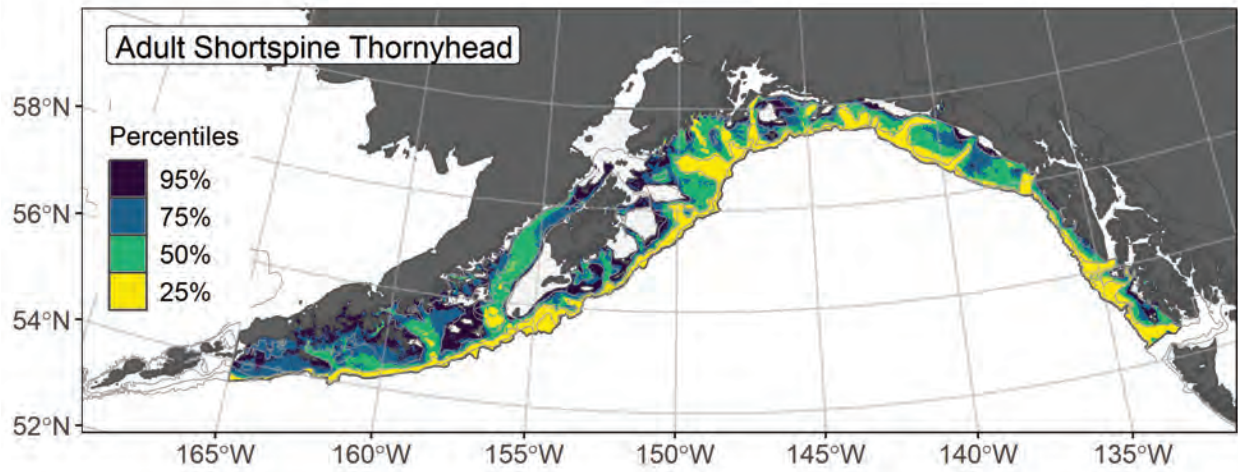 Adult Shortspine Thornyhead
58°N
56°N
54°N
52°N
Percentiles
95%
75%
50%
25%
165°W 160°W 155°W 150°W 145°W 140°W 135°W